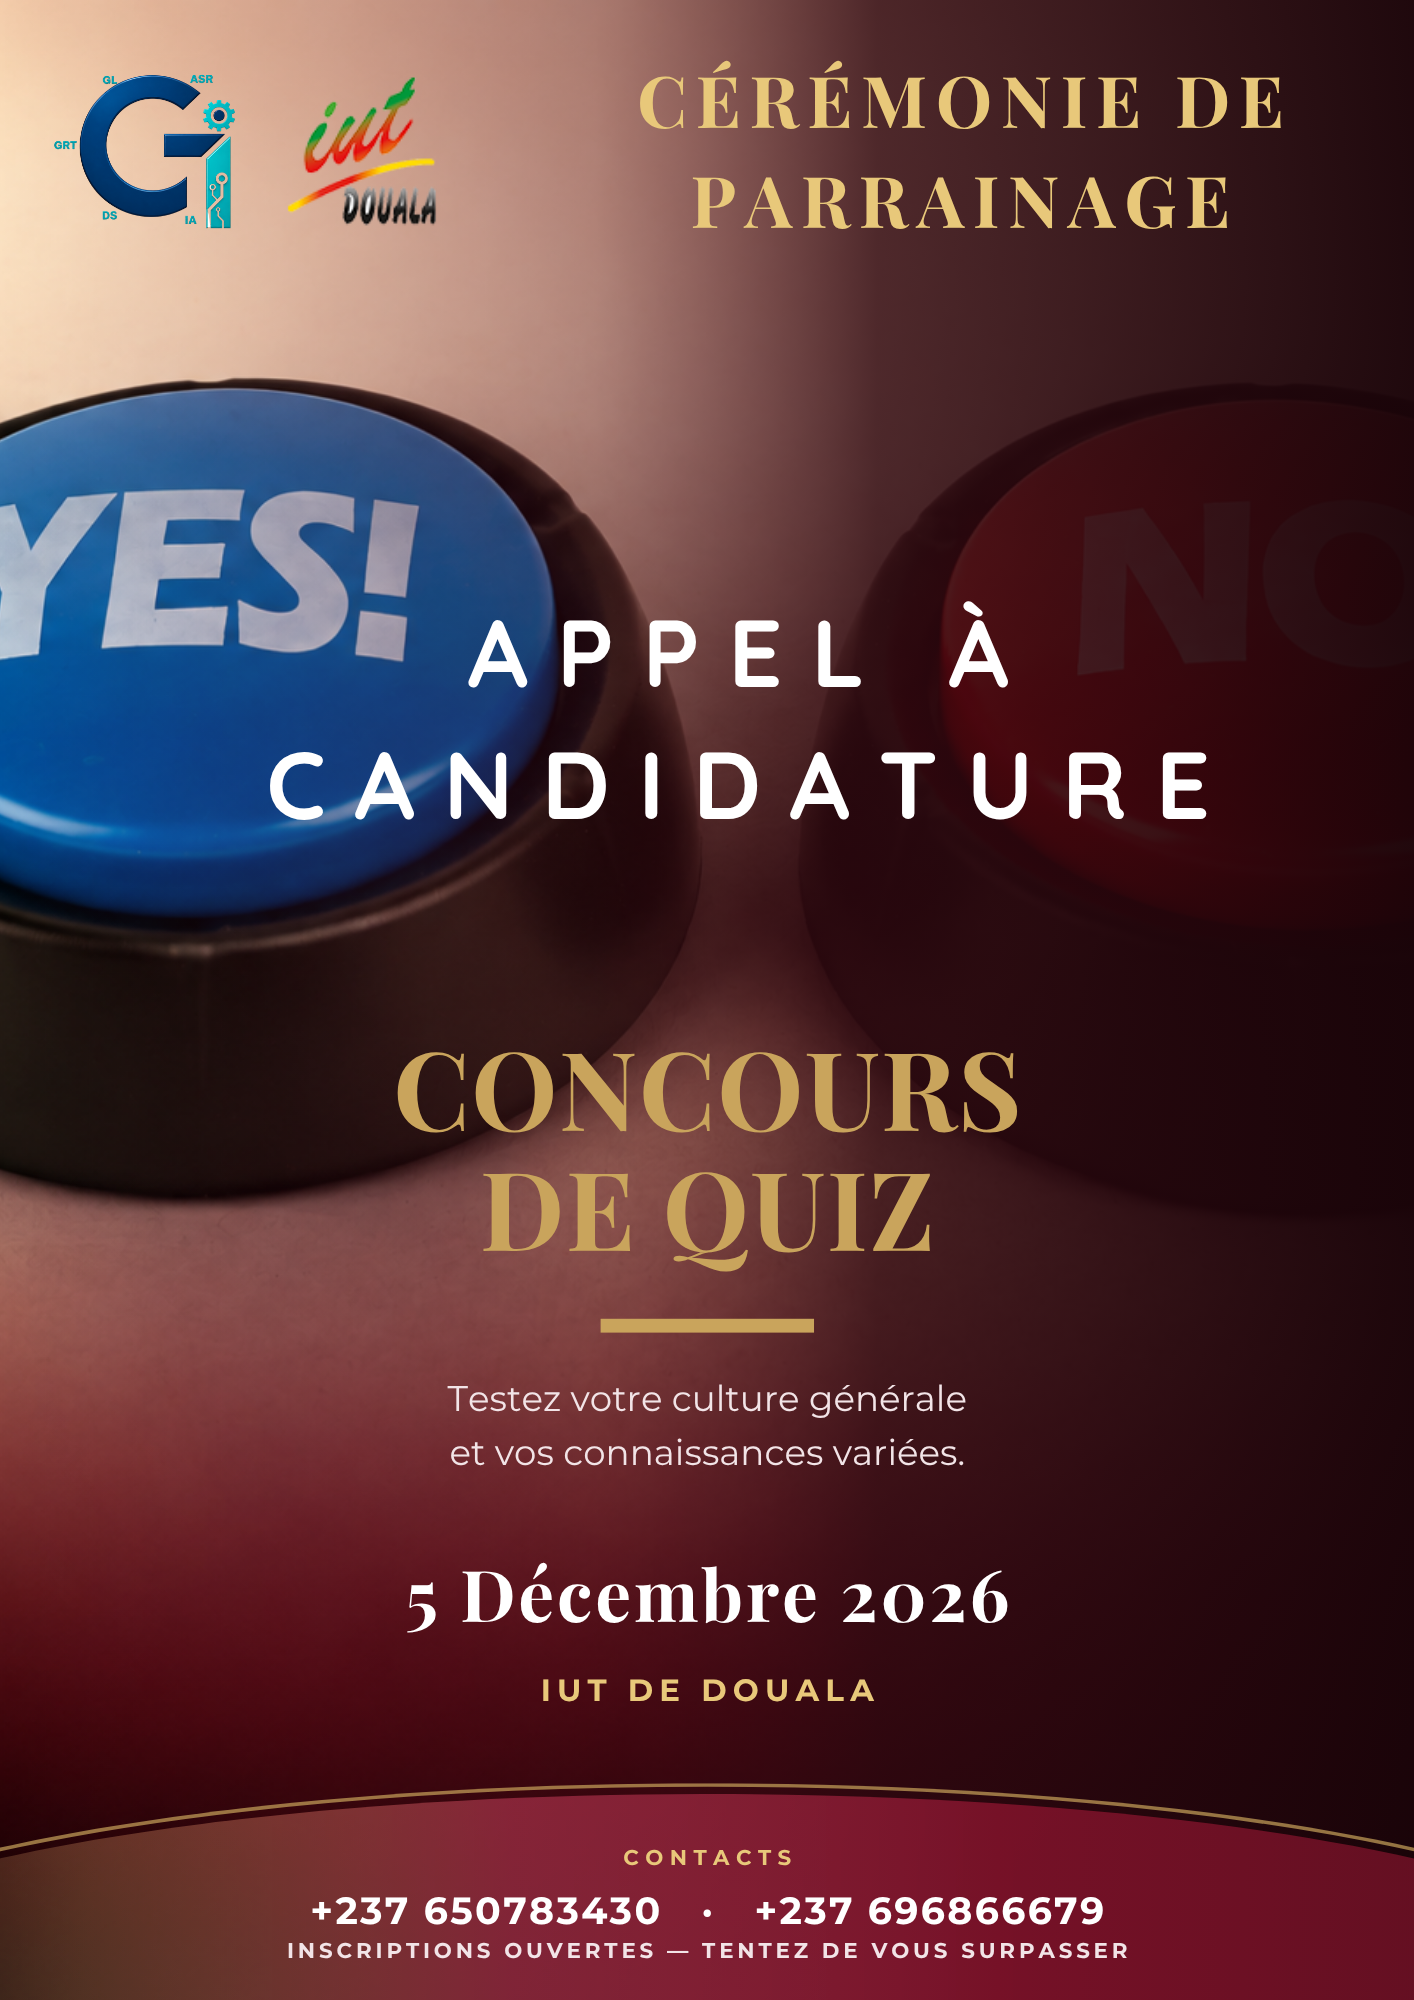 GL
ASR
GRT
Gi
DS
IA
iut
DOUALA
CÉRÉMONIE DE
PARRAINAGE
YES!
NO
APPEL À
CANDIDATURE
CONCOURS
DE QUIZ
Testez votre culture générale
et vos connaissances variées.
5 Décembre 2026
IUT DE DOUALA
CONTACTS
+237 650783430 · +237 696866679
INSCRIPTIONS OUVERTES — TENTEZ DE VOUS SURPASSER